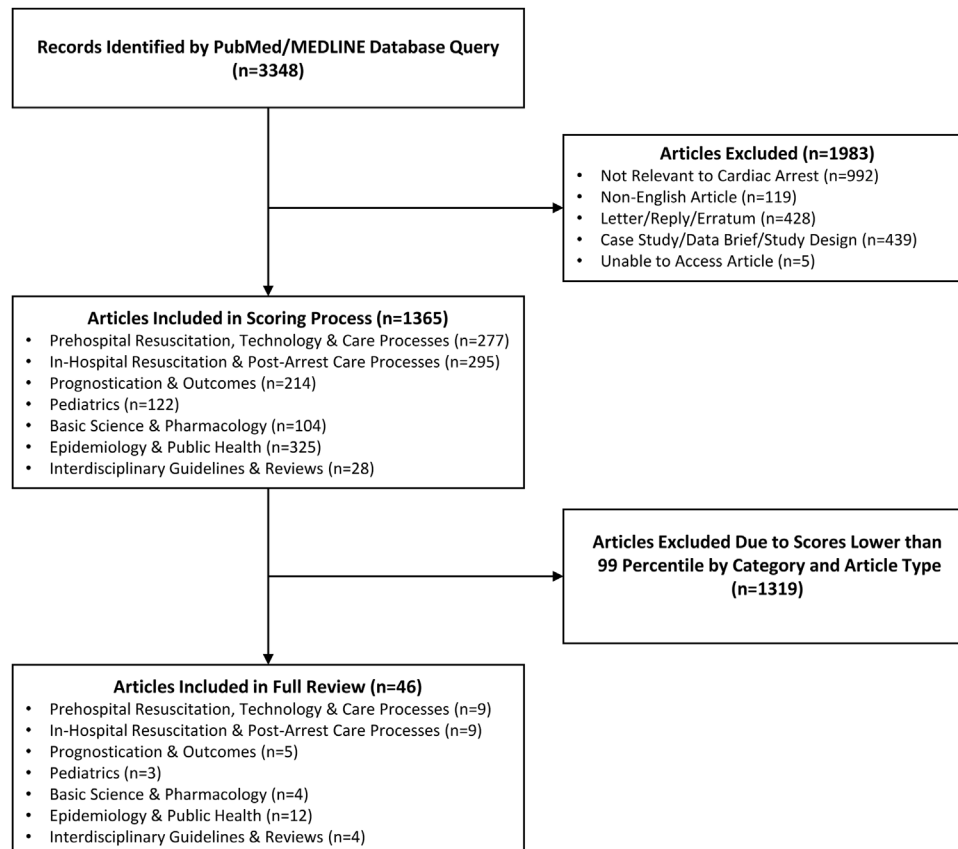 Records Identified by PubMed/MEDLINE Database Query
(n=3348)
Articles Excluded (n=1983)
• Not Relevant to Cardiac Arrest (n=992)
• Non-English Article (n=119)
• Letter/Reply/Erratum (n=428)
• Case Study/Data Brief/Study Design (n=439)
• Unable to Access Article (n=5)
Articles Included in Scoring Process (n=1365)
• Prehospital Resuscitation, Technology & Care Processes (n=277)
• In-Hospital Resuscitation & Post-Arrest Care Processes (n=295)
• Prognostication & Outcomes (n=214)
• Pediatrics (n=122)
• Basic Science & Pharmacology (n=104)
• Epidemiology & Public Health (n=325)
• Interdisciplinary Guidelines & Reviews (n=28)
Articles Excluded Due to Scores Lower than
99 Percentile by Category and Article Type
(n=1319)
Articles Included in Full Review (n=46)
• Prehospital Resuscitation, Technology & Care Processes (n=9)
• In-Hospital Resuscitation & Post-Arrest Care Processes (n=9)
• Prognostication & Outcomes (n=5)
• Pediatrics (n=3)
• Basic Science & Pharmacology (n=4)
• Epidemiology & Public Health (n=12)
• Interdisciplinary Guidelines & Reviews (n=4)